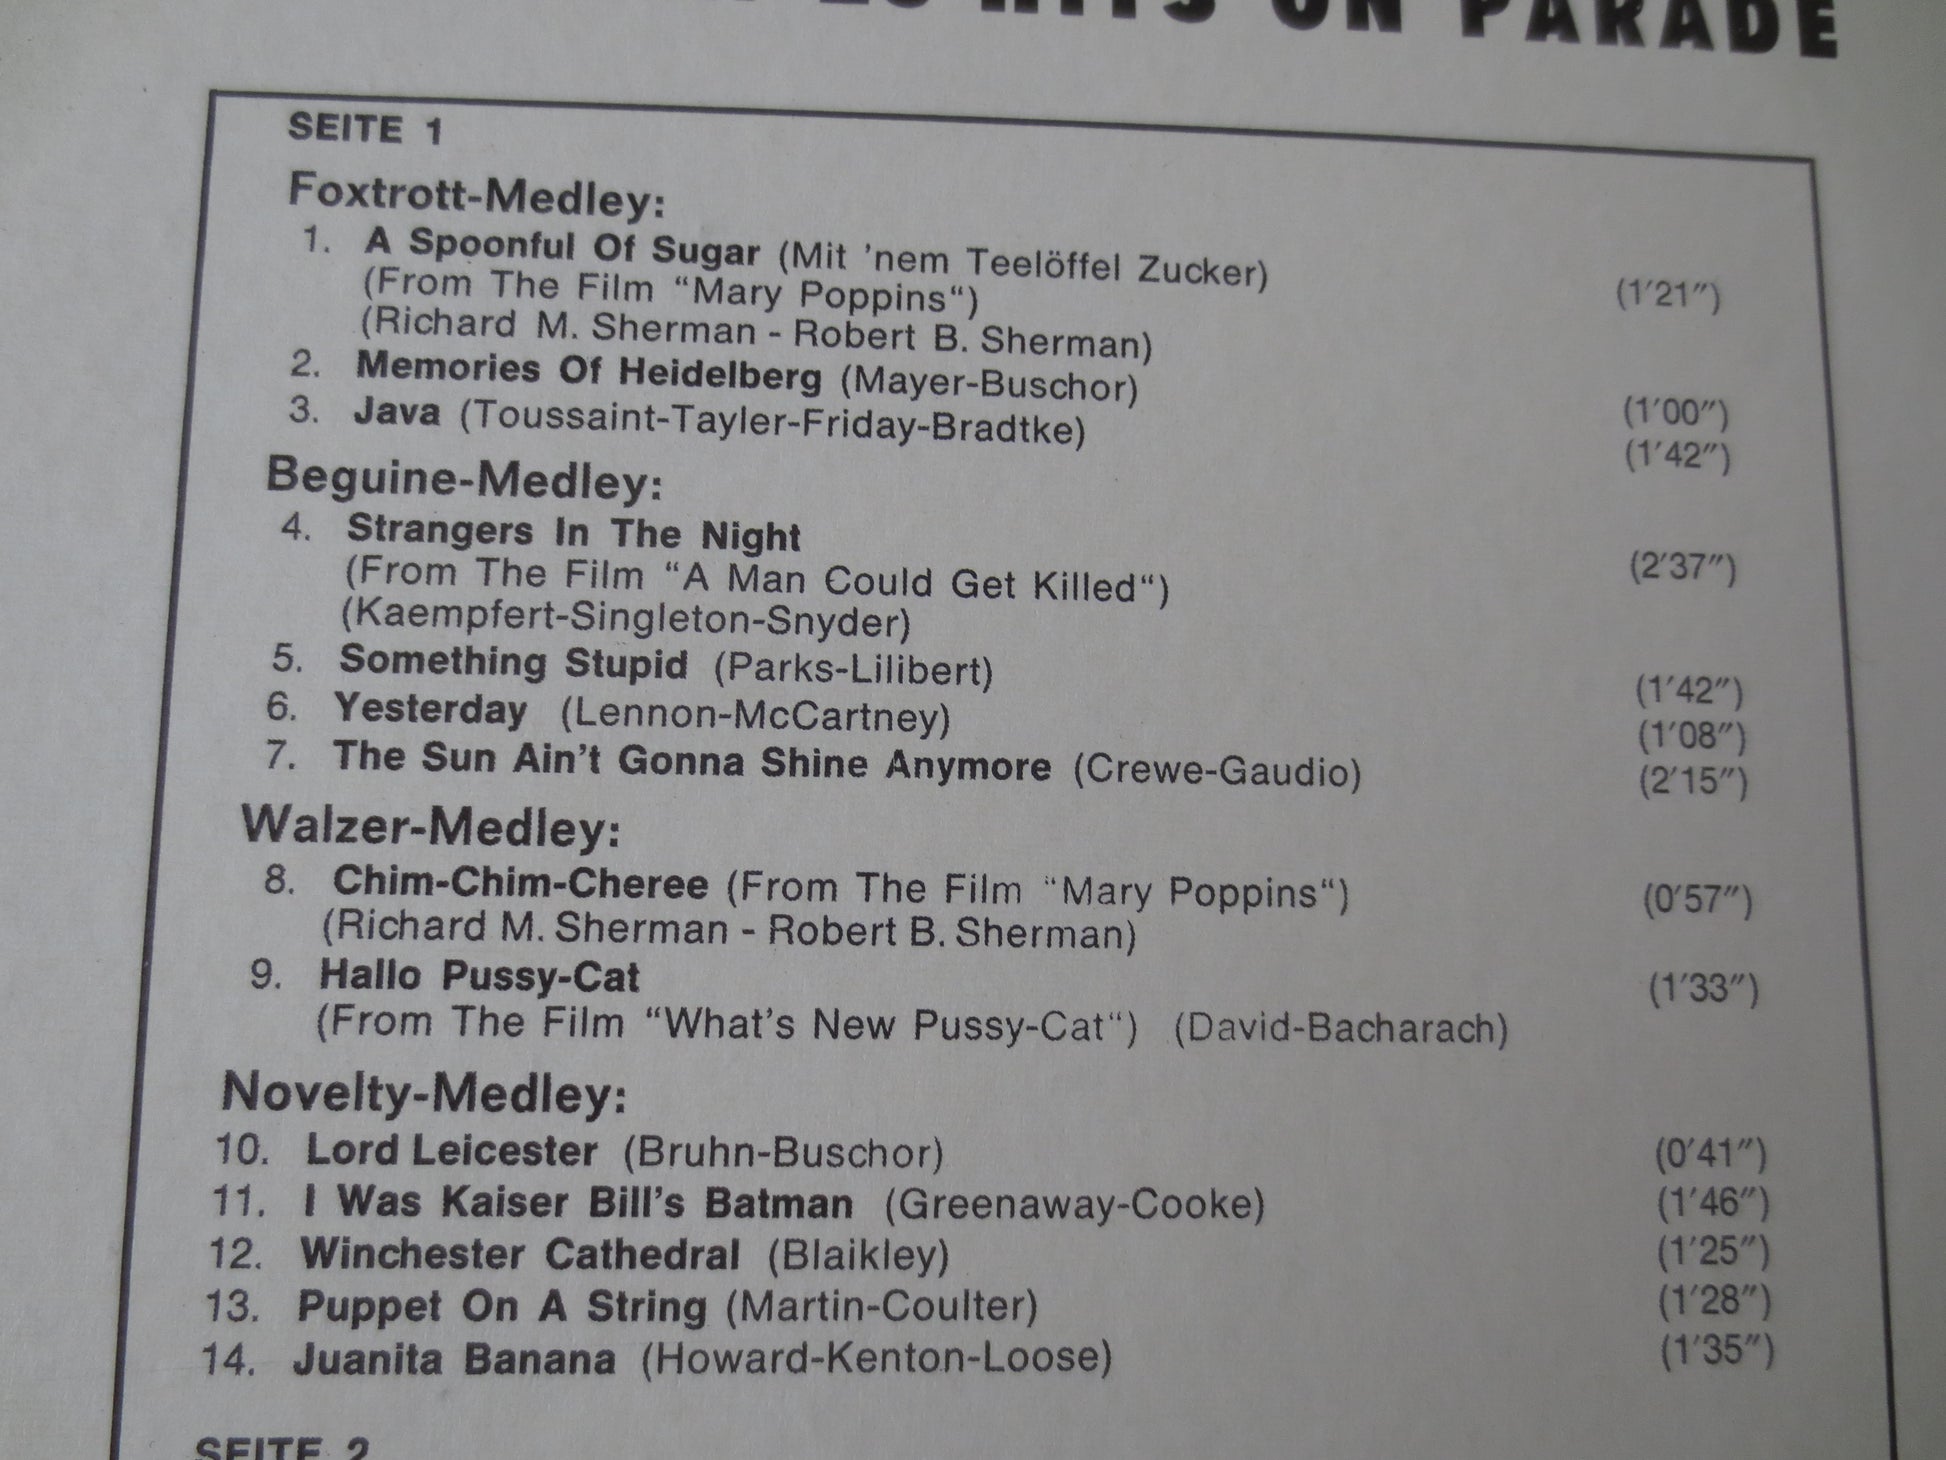 HITS ON PARADE
SEITE 1
Foxtrott-Medley:
1. A Spoonful Of Sugar (Mit 'nem Teelöffel Zucker)
(From The Film “Mary Poppins“) (1′21″)
(Richard M. Sherman - Robert B. Sherman)
2. Memories Of Heidelberg (Mayer-Buschor) (1′00″)
3. Java (Toussaint-Tayler-Friday-Bradtke) (1′42″)
Beguine-Medley:
4. Strangers In The Night (2′37″)
(From The Film “A Man Could Get Killed“)
(Kaempfert-Singleton-Snyder)
5. Something Stupid (Parks-Lilibert) (1′42″)
6. Yesterday (Lennon-McCartney) (1′08″)
7. The Sun Ain't Gonna Shine Anymore (Crewe-Gaudio) (2′15″)
Walzer-Medley:
8. Chim-Chim-Cheree (From The Film “Mary Poppins“) (0′57″)
(Richard M. Sherman - Robert B. Sherman)
9. Hallo Pussy-Cat (1′33″)
(From The Film “What's New Pussy-Cat“) (David-Bacharach)
Novelty-Medley:
10. Lord Leicester (Bruhn-Buschor) (0′41″)
11. I Was Kaiser Bill's Batman (Greenaway-Cooke) (1′46″)
12. Winchester Cathedral (Blaikley) (1′25″)
13. Puppet On A String (Martin-Coulter) (1′28″)
14. Juanita Banana (Howard-Kenton-Loose) (1′35″)
SEITE 2